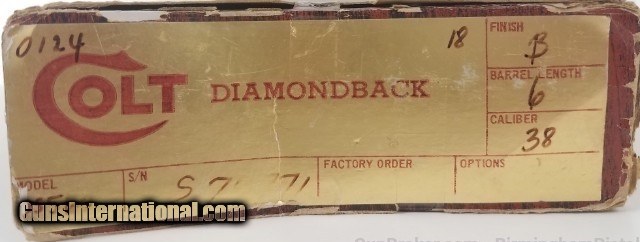 0124
18
FINISH
B
COLT
DIAMONDBACK
BARREL LENGTH
6
CALIBER
38
MODEL
S/N
FACTORY ORDER
OPTIONS
GunsInternational.com